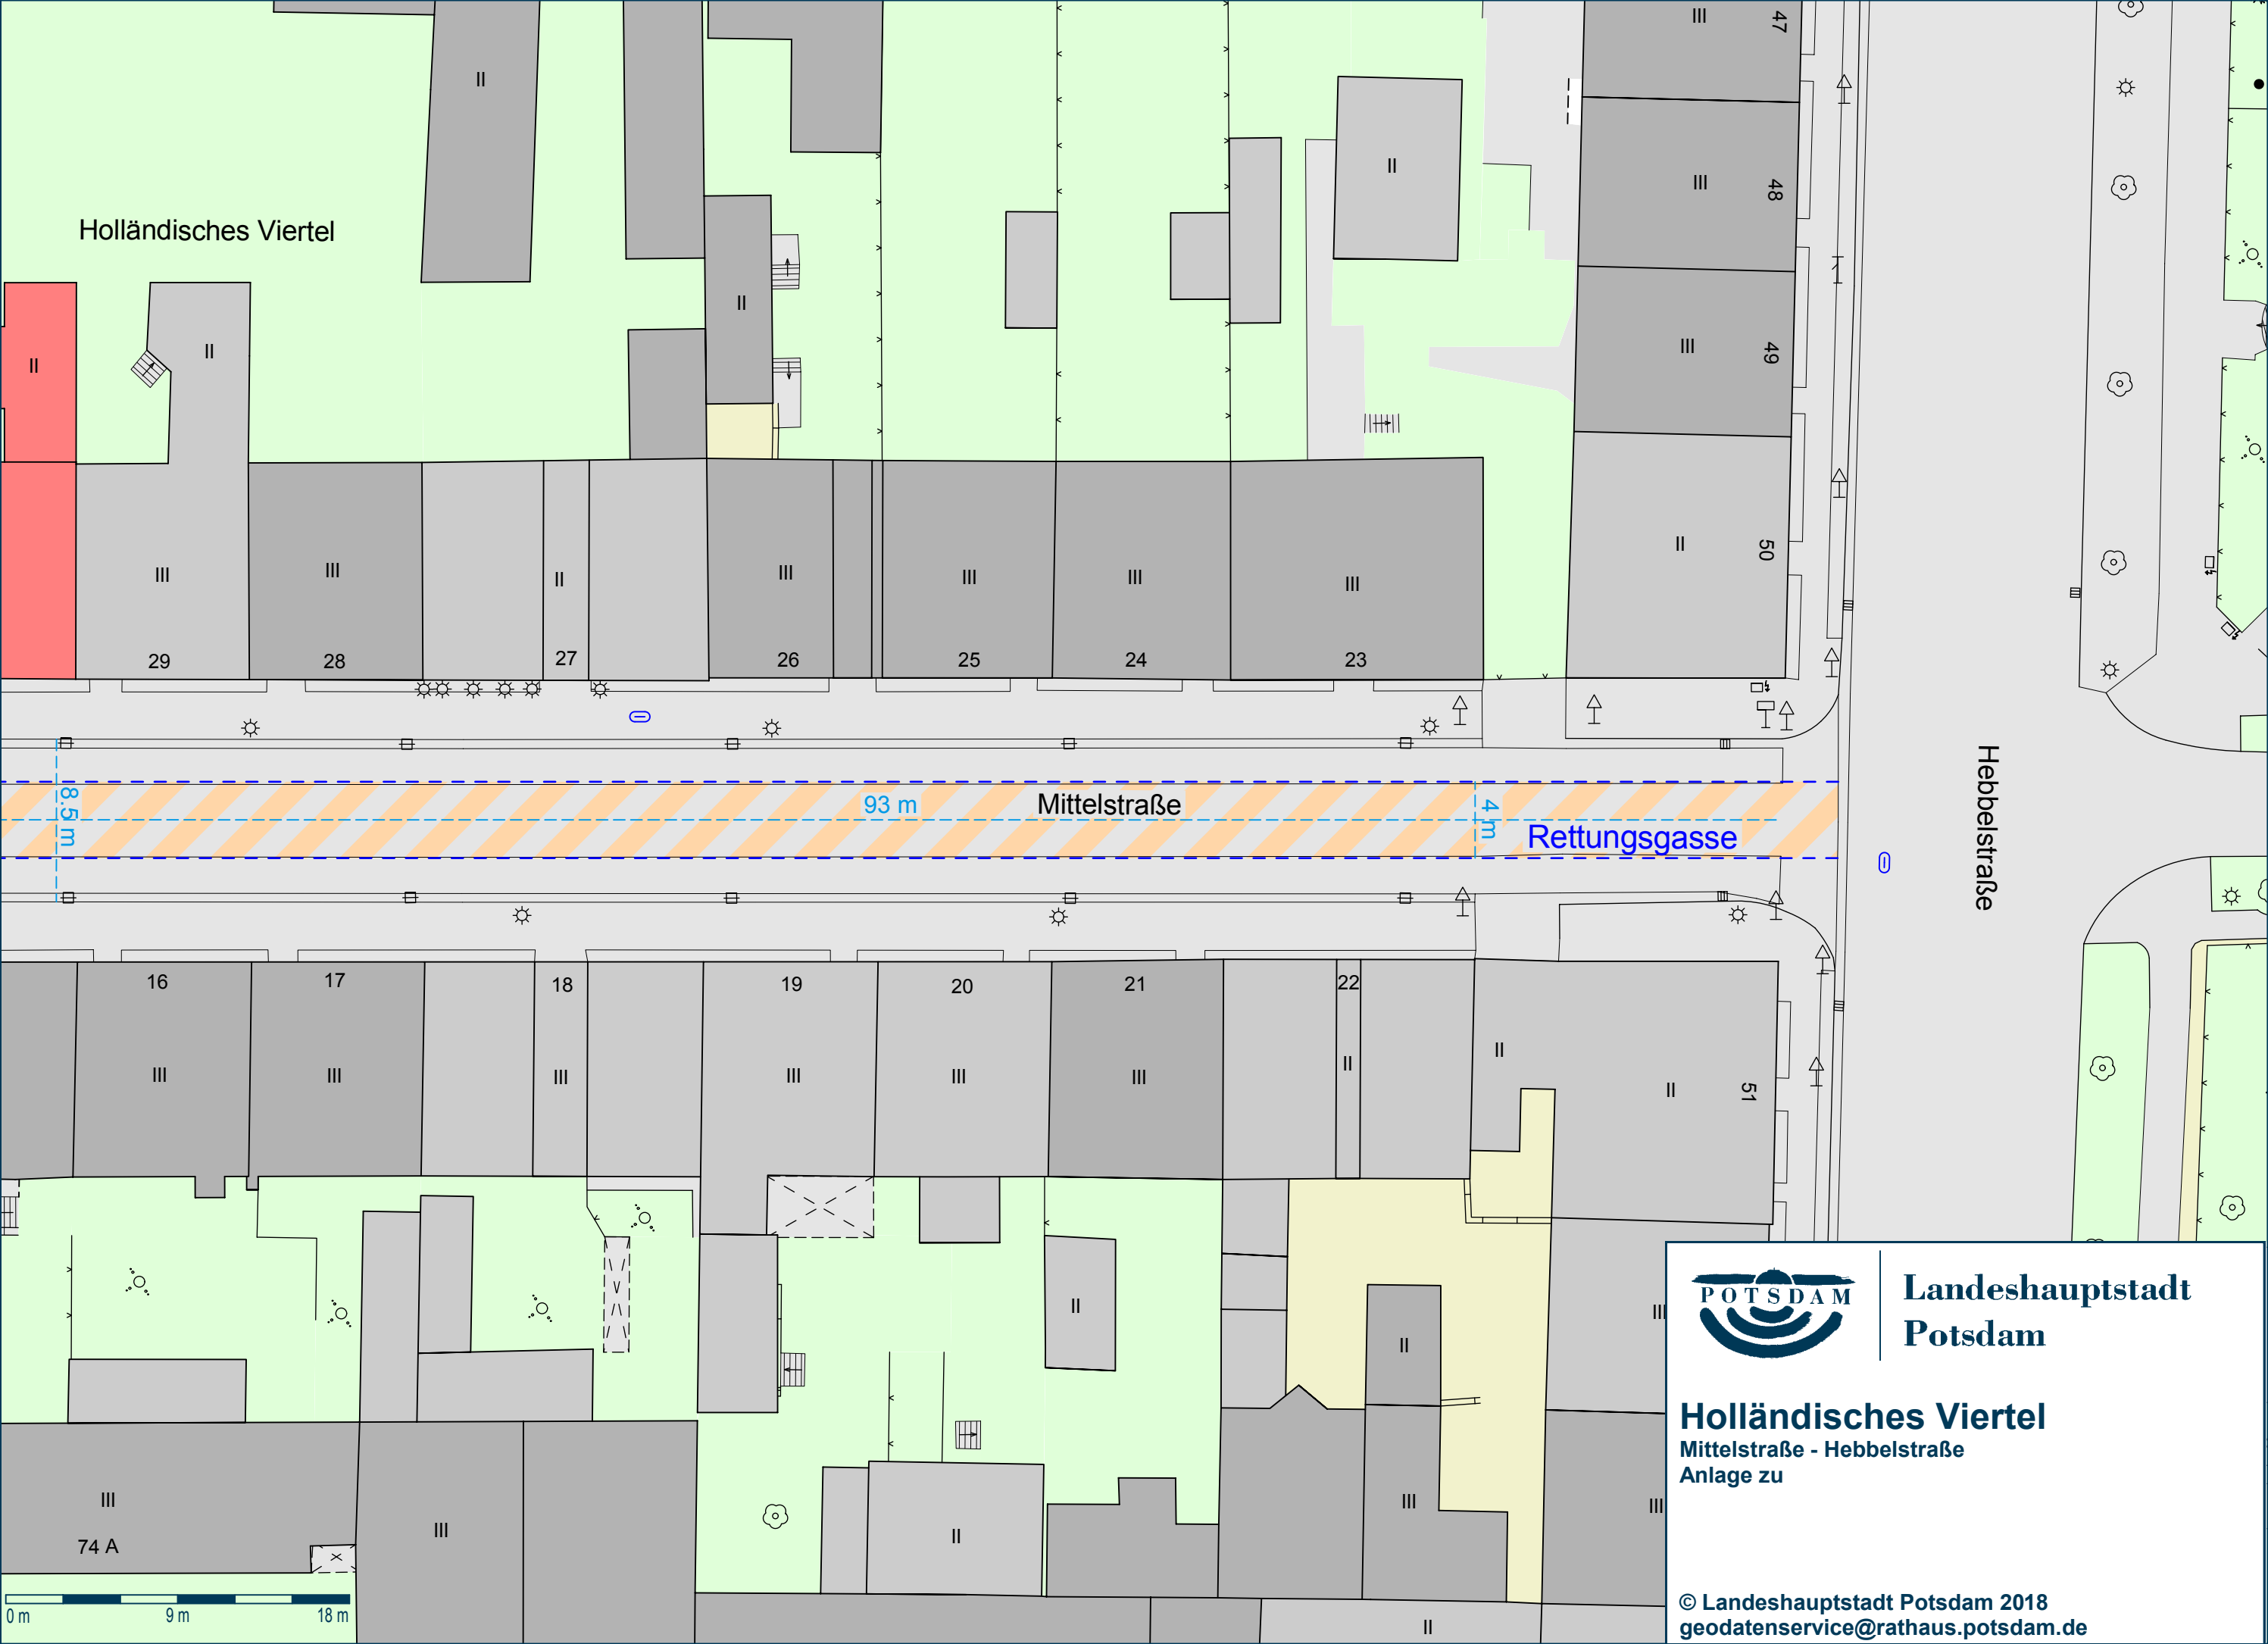 III
47
II
II
III
48
Holländisches Viertel
II
III
49
II
II
III
II
50
III
III
II
III
III
III
III
29
28
27
26
25
24
23
8.5 m
93 m
Mittelstraße
4 m
Rettungsgasse
Hebbelstraße
16
17
18
19
20
21
22
II
II
51
III
III
III
III
III
III
II
II
III
II
III
74 A
III
II
III
III
II
0 m
9 m
18 m
POTSDAM
Landeshauptstadt
Potsdam
Holländisches Viertel
Mittelstraße - Hebbelstraße
Anlage zu
© Landeshauptstadt Potsdam 2018
geodatenservice@rathaus.potsdam.de